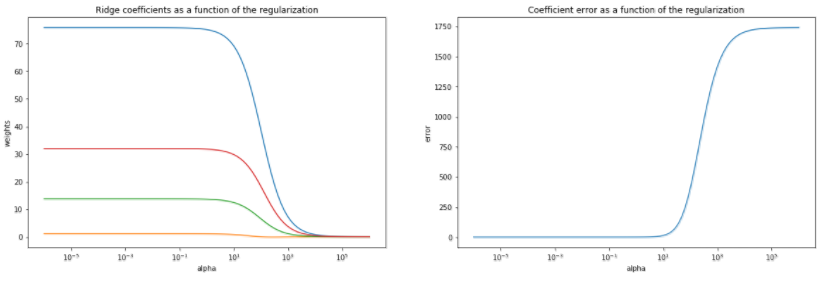 Ridge coefficients as a function of the regularization
weights
70
60
50
40
30
20
10
0
10⁻⁵ 10⁻³ 10⁻¹ 10¹ 10³ 10⁵
alpha
Coefficient error as a function of the regularization
error
1750
1500
1250
1000
750
500
250
0
10⁻⁵ 10⁻³ 10⁻¹ 10¹ 10³ 10⁵
alpha